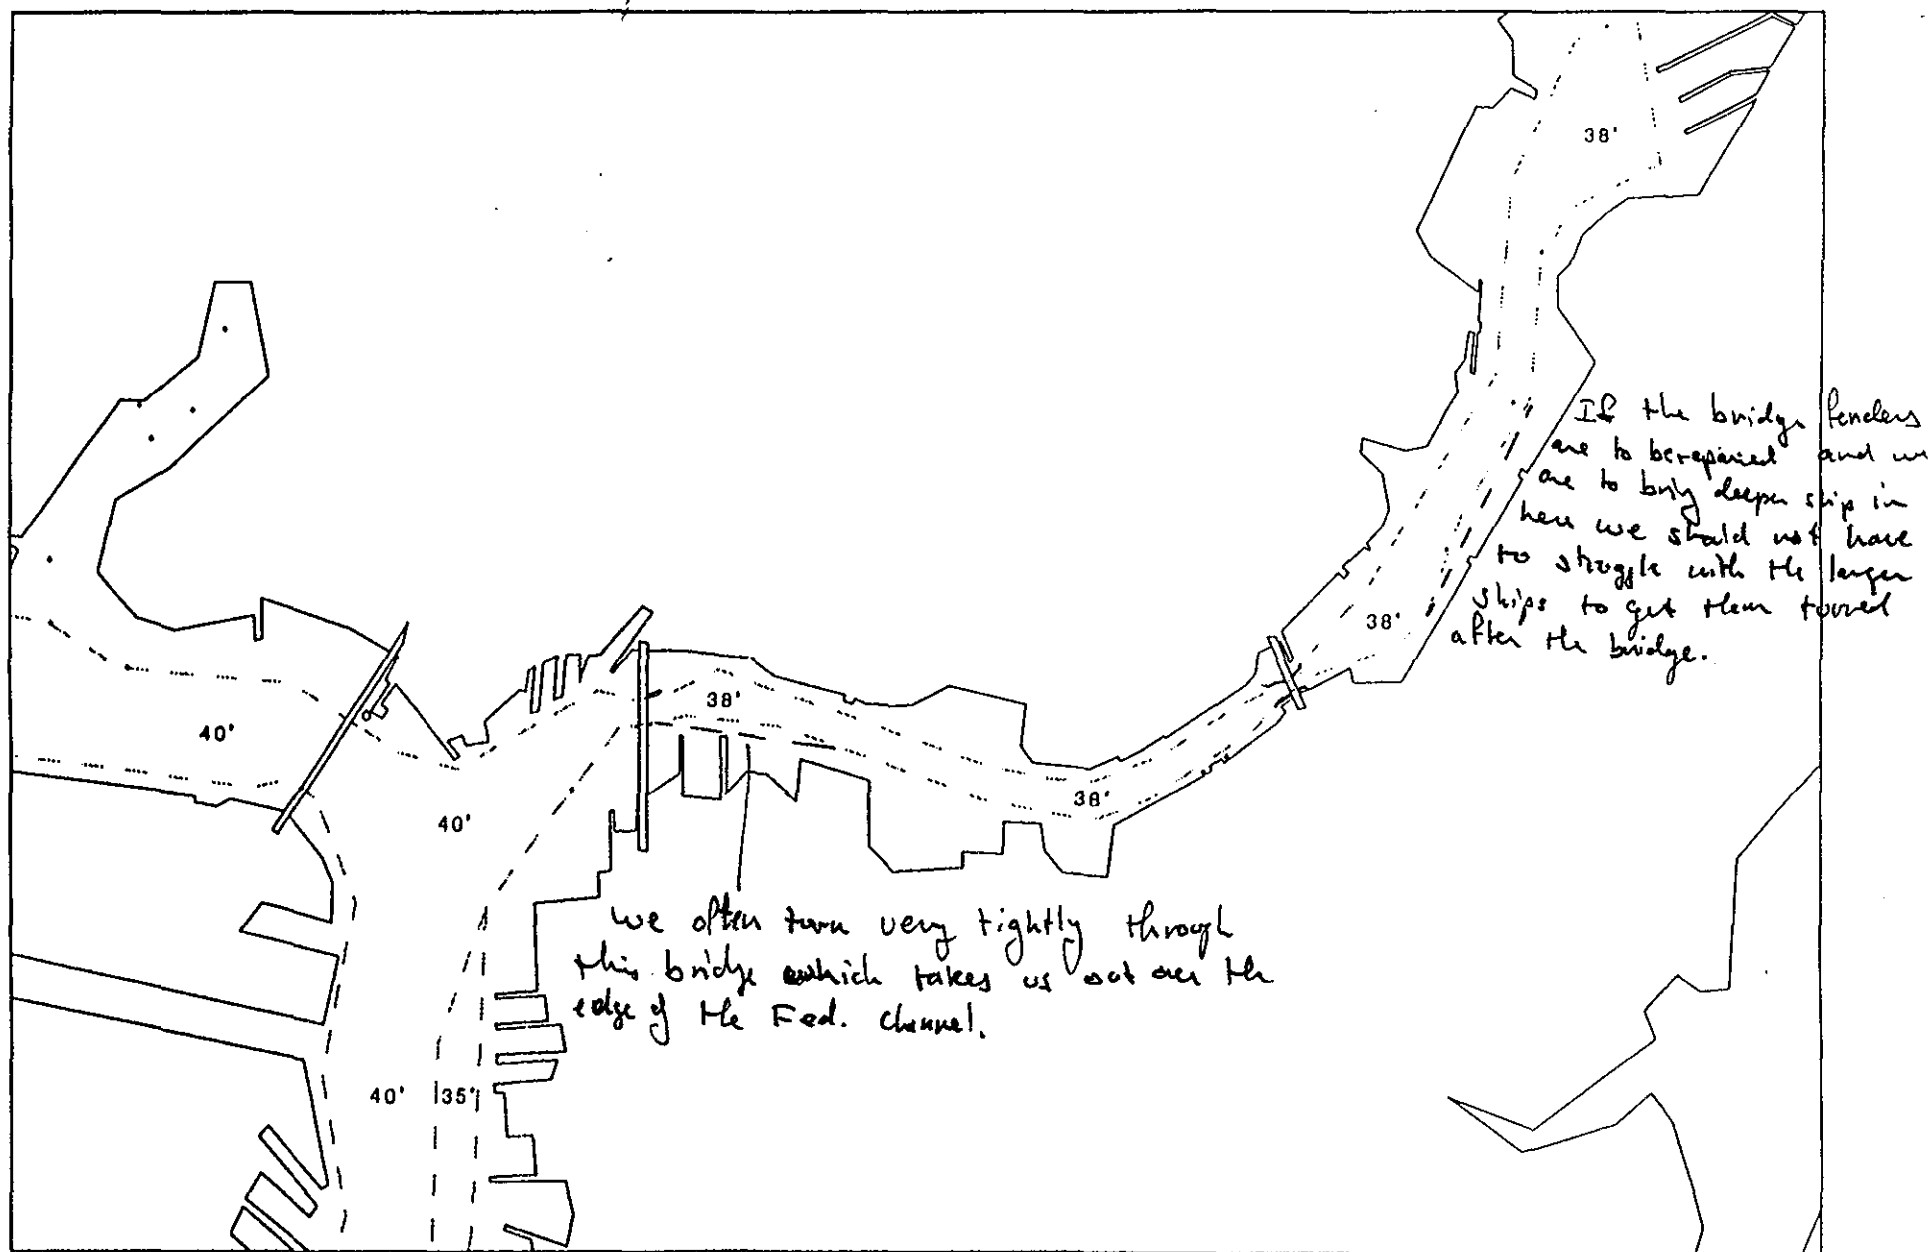 38'
If the bridge fenders
are to be repaired and we
are to bring deeper ship in
here we should not have
to struggle with the larger
ships to get them turned
after the bridge.
38'
38'
40'
38'
40'
we often turn very tightly through
this bridge which takes us out over the
edge of the Fed. channel.
40'
35'